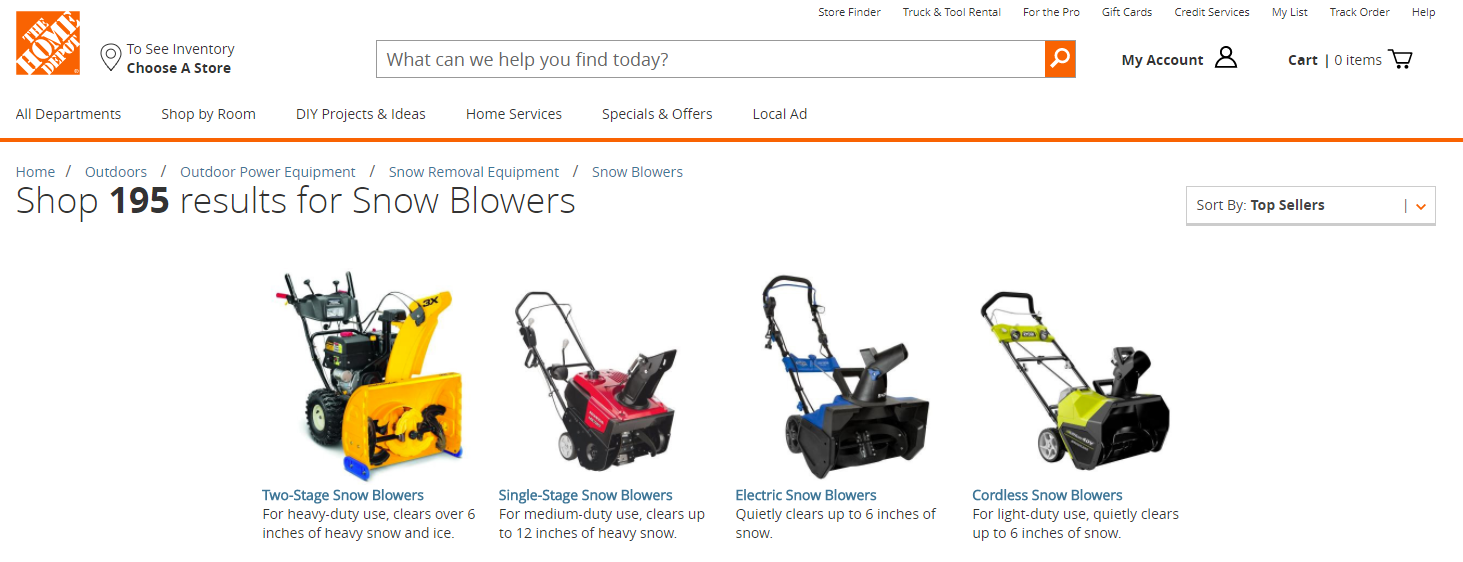 Store Finder Truck & Tool Rental For the Pro Gift Cards Credit Services My List Track Order Help
THE HOME DEPOT
To See Inventory
Choose A Store
What can we help you find today?
My Account
Cart | 0 items
All Departments Shop by Room DIY Projects & Ideas Home Services Specials & Offers Local Ad
Home / Outdoors / Outdoor Power Equipment / Snow Removal Equipment / Snow Blowers
Shop 195 results for Snow Blowers
Sort By: Top Sellers |
3X
RYOBI
40V
Two-Stage Snow Blowers
For heavy-duty use, clears over 6
inches of heavy snow and ice.
Single-Stage Snow Blowers
For medium-duty use, clears up
to 12 inches of heavy snow.
Electric Snow Blowers
Quietly clears up to 6 inches of
snow.
Cordless Snow Blowers
For light-duty use, quietly clears
up to 6 inches of snow.